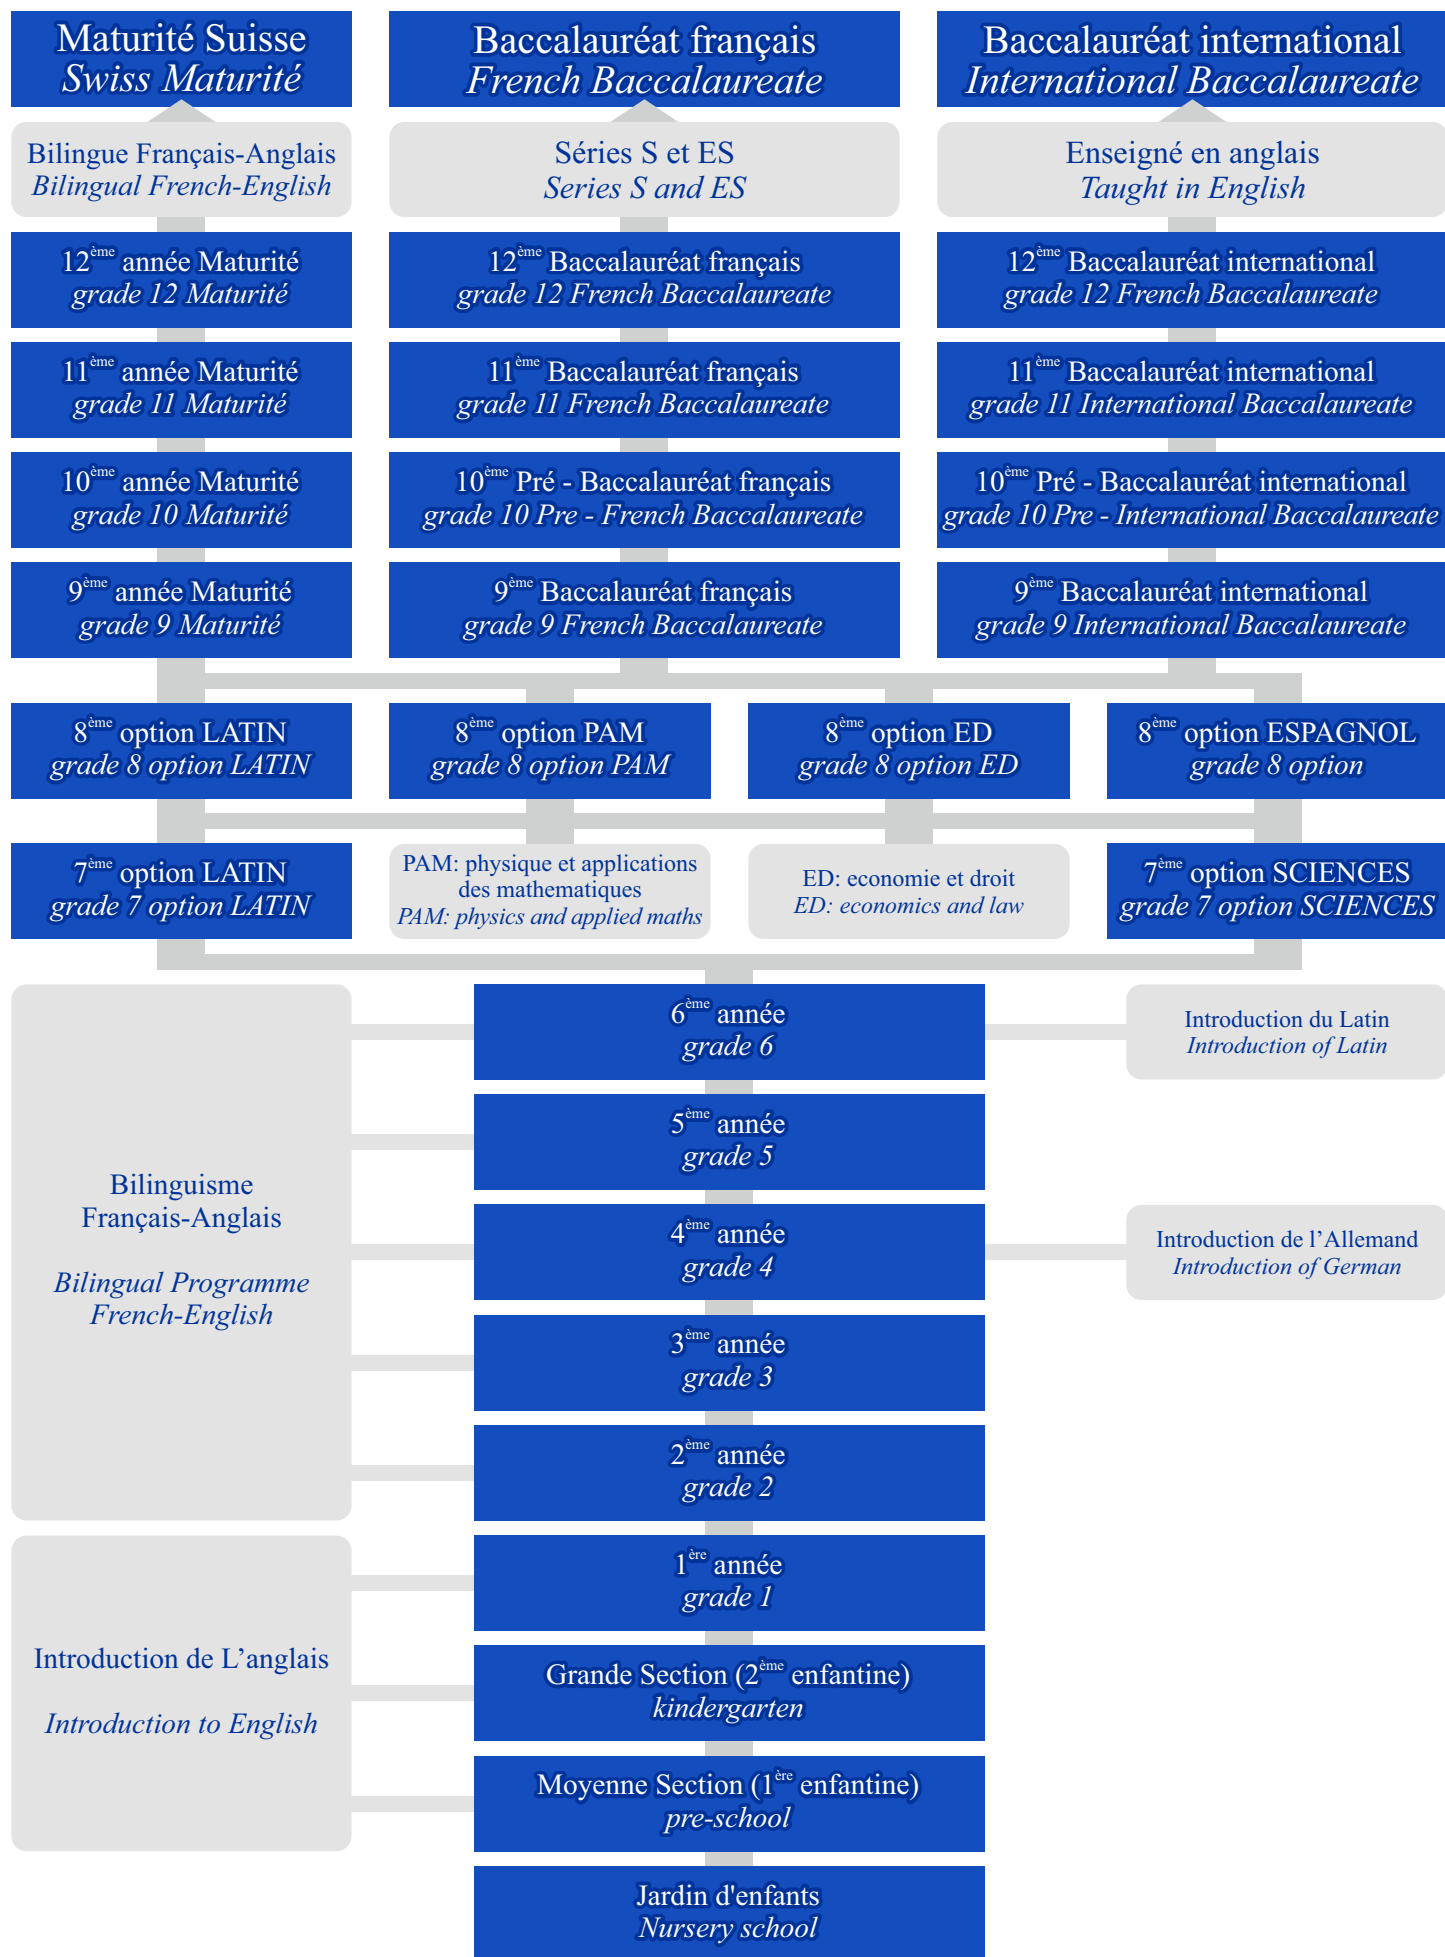 Maturité Suisse
Swiss Maturité
Baccalauréat français
French Baccalaureate
Baccalauréat international
International Baccalaureate
Bilingue Français-Anglais
Bilingual French-English
Séries S et ES
Series S and ES
Enseigné en anglais
Taught in English
12ème année Maturité
grade 12 Maturité
12ème Baccalauréat français
grade 12 French Baccalaureate
12ème Baccalauréat international
grade 12 French Baccalaureate
11ème année Maturité
grade 11 Maturité
11ème Baccalauréat français
grade 11 French Baccalaureate
11ème Baccalauréat international
grade 11 International Baccalaureate
10ème année Maturité
grade 10 Maturité
10ème Pré - Baccalauréat français
grade 10 Pre - French Baccalaureate
10ème Pré - Baccalauréat international
grade 10 Pre - International Baccalaureate
9ème année Maturité
grade 9 Maturité
9ème Baccalauréat français
grade 9 French Baccalaureate
9ème Baccalauréat international
grade 9 International Baccalaureate
8ème option LATIN
grade 8 option LATIN
8ème option PAM
grade 8 option PAM
8ème option ED
grade 8 option ED
8ème option ESPAGNOL
grade 8 option
7ème option LATIN
grade 7 option LATIN
PAM: physique et applications
des mathematiques
PAM: physics and applied maths
ED: economie et droit
ED: economics and law
7ème option SCIENCES
grade 7 option SCIENCES
6ème année
grade 6
Introduction du Latin
Introduction of Latin
5ème année
grade 5
Bilinguisme
Français-Anglais
Bilingual Programme
French-English
4ème année
grade 4
Introduction de l’Allemand
Introduction of German
3ème année
grade 3
2ème année
grade 2
1ère année
grade 1
Introduction de L’anglais
Introduction to English
Grande Section (2ème enfantine)
kindergarten
Moyenne Section (1ère enfantine)
pre-school
Jardin d'enfants
Nursery school